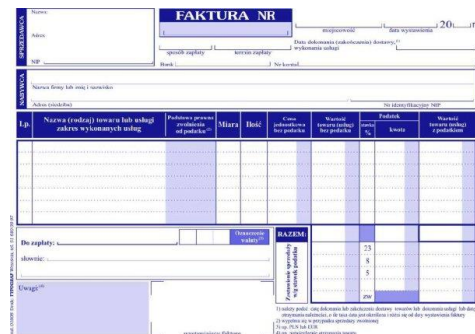 SPRZEDAWCA
Nazwa
Adres
NIP
FAKTURA NR
miejscowość
data wystawienia
20 r.
sposób zapłaty
termin zapłaty
Data dokonania (zakończenia) dostawy,
wykonania usługi
Bank
Nr konta
NABYWCA
Nazwa firmy lub imię i nazwisko
Adres (siedziba)
Nr identyfikacyjny NIP
Lp.
Nazwa (rodzaj) towaru lub usługi
zakres wykonanych usług
Podstawa prawna
zwolnienia
od podatku
Miara
Ilość
Cena
jednostkowa
bez podatku
Wartość
towaru (usługi)
bez podatku
Podatek
stawka
%
kwota
Wartość
towaru (usługi)
z podatkiem
Do zapłaty:
Oznaczenie
waluty
słownie:
RAZEM:
Zestawienie sprzedaży
wg stawek podatku
23
8
5
zw
Uwagi